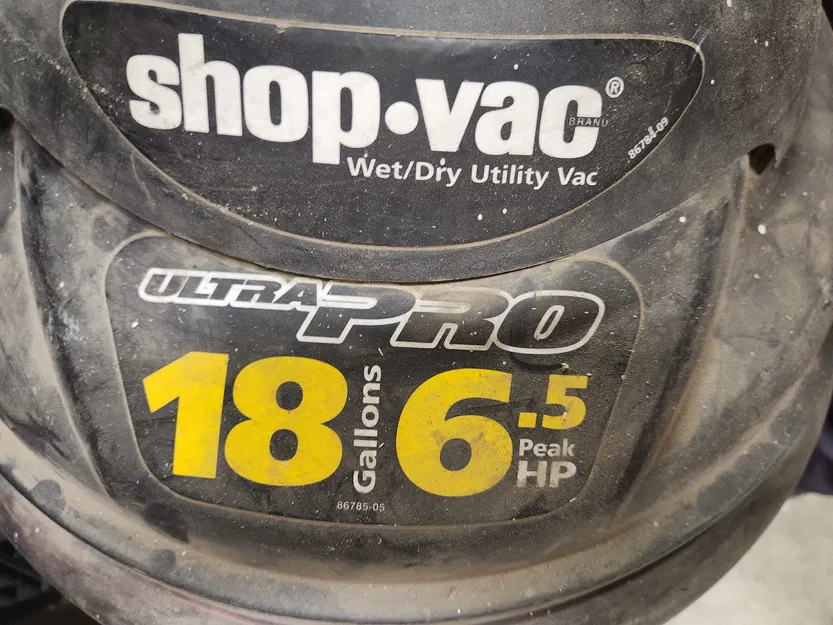 shop•vac®
BRAND
86784-09
Wet/Dry Utility Vac
ULTRA PRO
18 Gallons 6.5 Peak HP
86785-05